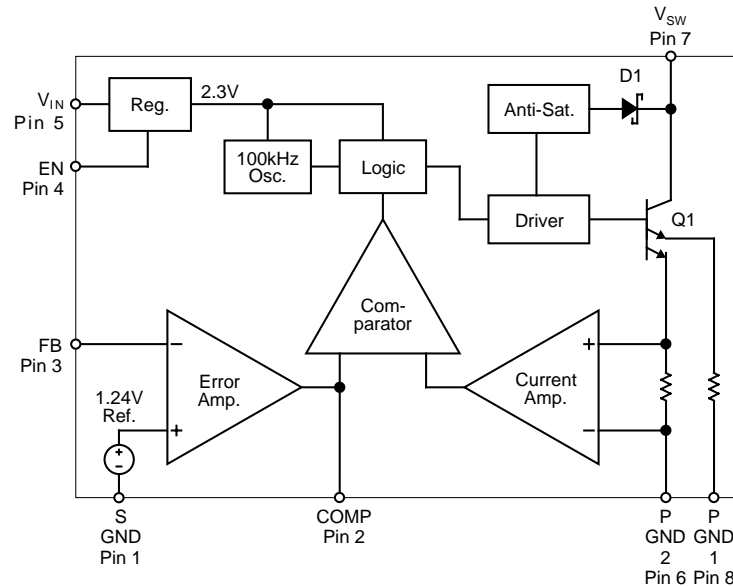 VSW
Pin 7
D1
VIN
Pin 5
Reg.
2.3V
Anti-Sat.
EN
Pin 4
100kHz
Osc.
Logic
Driver
Q1
Com-
parator
FB
Pin 3
−
Error
Amp.
+
Current
Amp.
−
+
1.24V
Ref.
+
−
S
GND
Pin 1
COMP
Pin 2
P
GND
2
Pin 6
P
GND
1
Pin 8